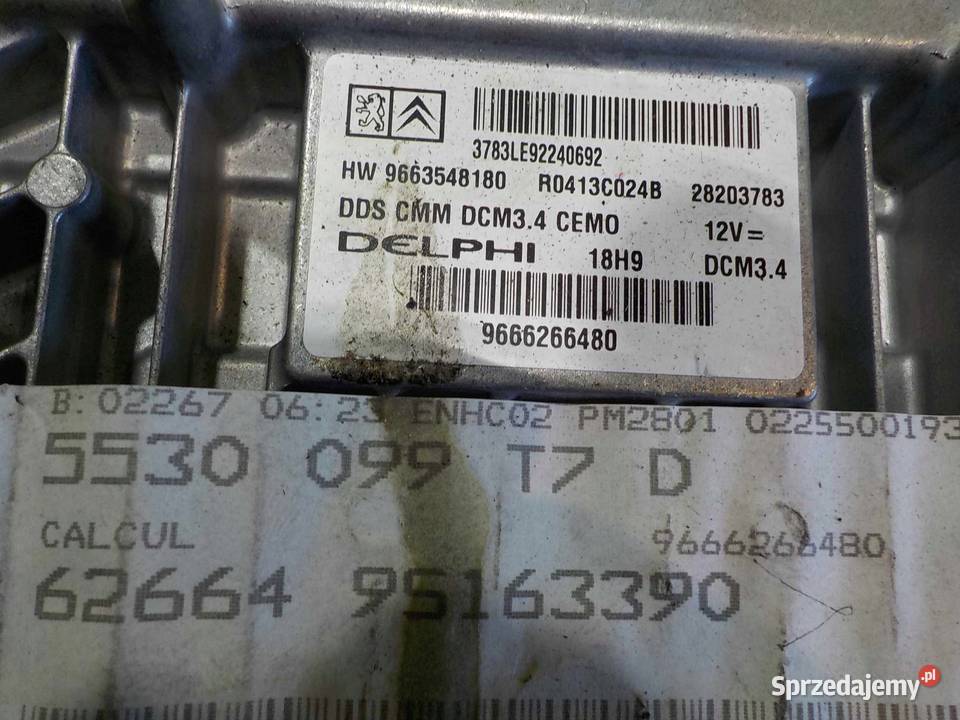 3783LE92240692
HW 9663548180 R0413C024B 28203783
DDS CMM DCM3.4 CEMO 12V=
DELPHI 18H9 DCM3.4
9666266480
B: 02267 06:23 ENHC02 PM2801 0225500193
5530 099 T7 D
CALCUL 9666266480
62664 95163390
Sprzedajemy.pl